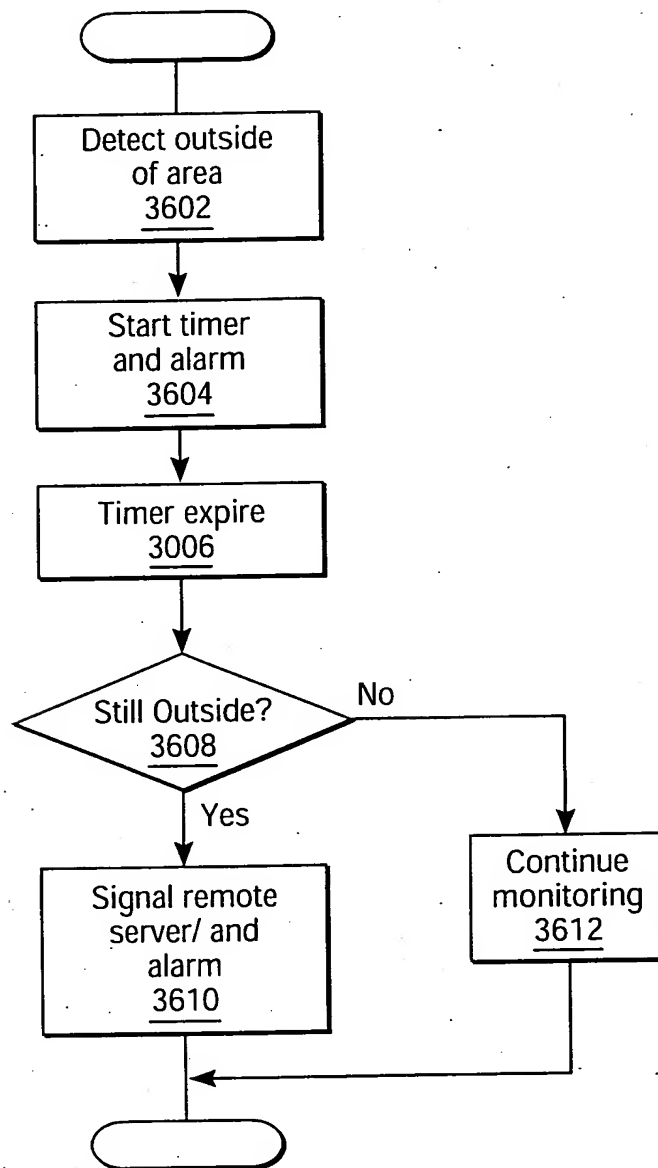 Detect outside
of area
3602
Start timer
and alarm
3604
Timer expire
3006
Still Outside?
3608
No
Yes
Signal remote
server/ and
alarm
3610
Continue
monitoring
3612